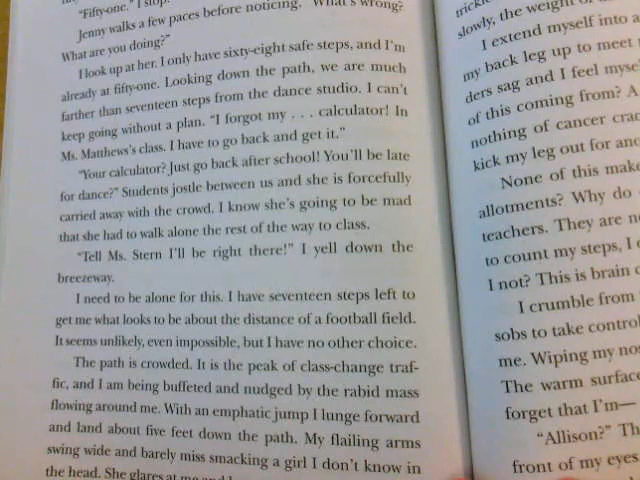 "Fifty-one." I stop.
Jenny walks a few paces before noticing. "What's wrong?
What are you doing?"
I look up at her. I only have sixty-eight safe steps, and I'm
already at fifty-one. Looking down the path, we are much
farther than seventeen steps from the dance studio. I can't
keep going without a plan. "I forgot my . . . calculator! In
Ms. Matthews's class. I have to go back and get it."
"Your calculator? Just go back after school! You'll be late
for dance?" Students jostle between us and she is forcefully
carried away with the crowd. I know she's going to be mad
that she had to walk alone the rest of the way to class.
"Tell Ms. Stern I'll be right there!" I yell down the
breezeway.
I need to be alone for this. I have seventeen steps left to
get me what looks to be about the distance of a football field.
It seems unlikely, even impossible, but I have no other choice.
The path is crowded. It is the peak of class-change traf-
fic, and I am being buffeted and nudged by the rabid mass
flowing around me. With an emphatic jump I lunge forward
and land about five feet down the path. My flailing arms
swing wide and barely miss smacking a girl I don't know in
the head. She glares at me and
slowly, the weight of
I extend myself into a
my back leg up to meet
ders sag and I feel myse
of this coming from? A
nothing of cancer crac
kick my leg out for ano
None of this make
allotments? Why do
teachers. They are n
to count my steps, I
I not? This is brain c
I crumble from
sobs to take contro
me. Wiping my no
The warm surface
forget that I'm—
"Allison?" Th
front of my eyes